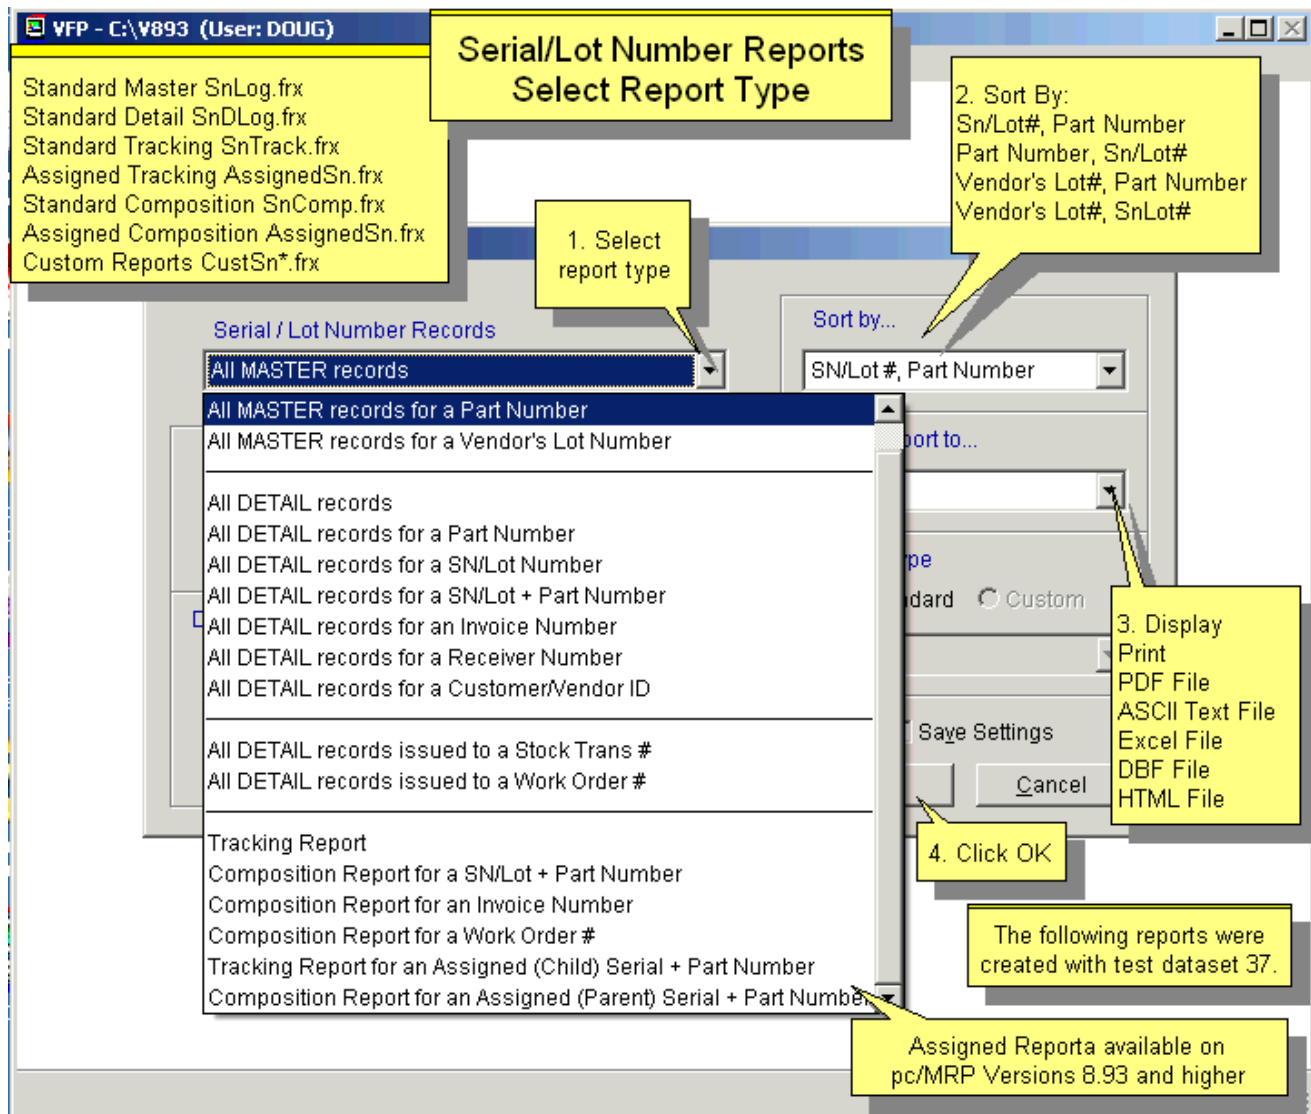 VFP - C:\V893 (User: DOUG)
Serial/Lot Number Reports
Select Report Type
Standard Master SnLog.frx
Standard Detail SnDLog.frx
Standard Tracking SnTrack.frx
Assigned Tracking AssignedSn.frx
Standard Composition SnComp.frx
Assigned Composition AssignedSn.frx
Custom Reports CustSn*.frx
2. Sort By:
Sn/Lot#, Part Number
Part Number, Sn/Lot#
Vendor's Lot#, Part Number
Vendor's Lot#, SnLot#
1. Select
report type
Serial / Lot Number Records
All MASTER records
Sort by...
SN/Lot #, Part Number
All MASTER records for a Part Number
All MASTER records for a Vendor's Lot Number
All DETAIL records
All DETAIL records for a Part Number
All DETAIL records for a SN/Lot Number
All DETAIL records for a SN/Lot + Part Number
All DETAIL records for an Invoice Number
All DETAIL records for a Receiver Number
All DETAIL records for a Customer/Vendor ID
All DETAIL records issued to a Stock Trans #
All DETAIL records issued to a Work Order #
Tracking Report
Composition Report for a SN/Lot + Part Number
Composition Report for an Invoice Number
Composition Report for a Work Order #
Tracking Report for an Assigned (Child) Serial + Part Number
Composition Report for an Assigned (Parent) Serial + Part Number
port to...
pe
dard Custom
3. Display
Print
PDF File
ASCII Text File
Excel File
DBF File
HTML File
Save Settings
Cancel
4. Click OK
The following reports were
created with test dataset 37.
Assigned Reporta available on
pc/MRP Versions 8.93 and higher